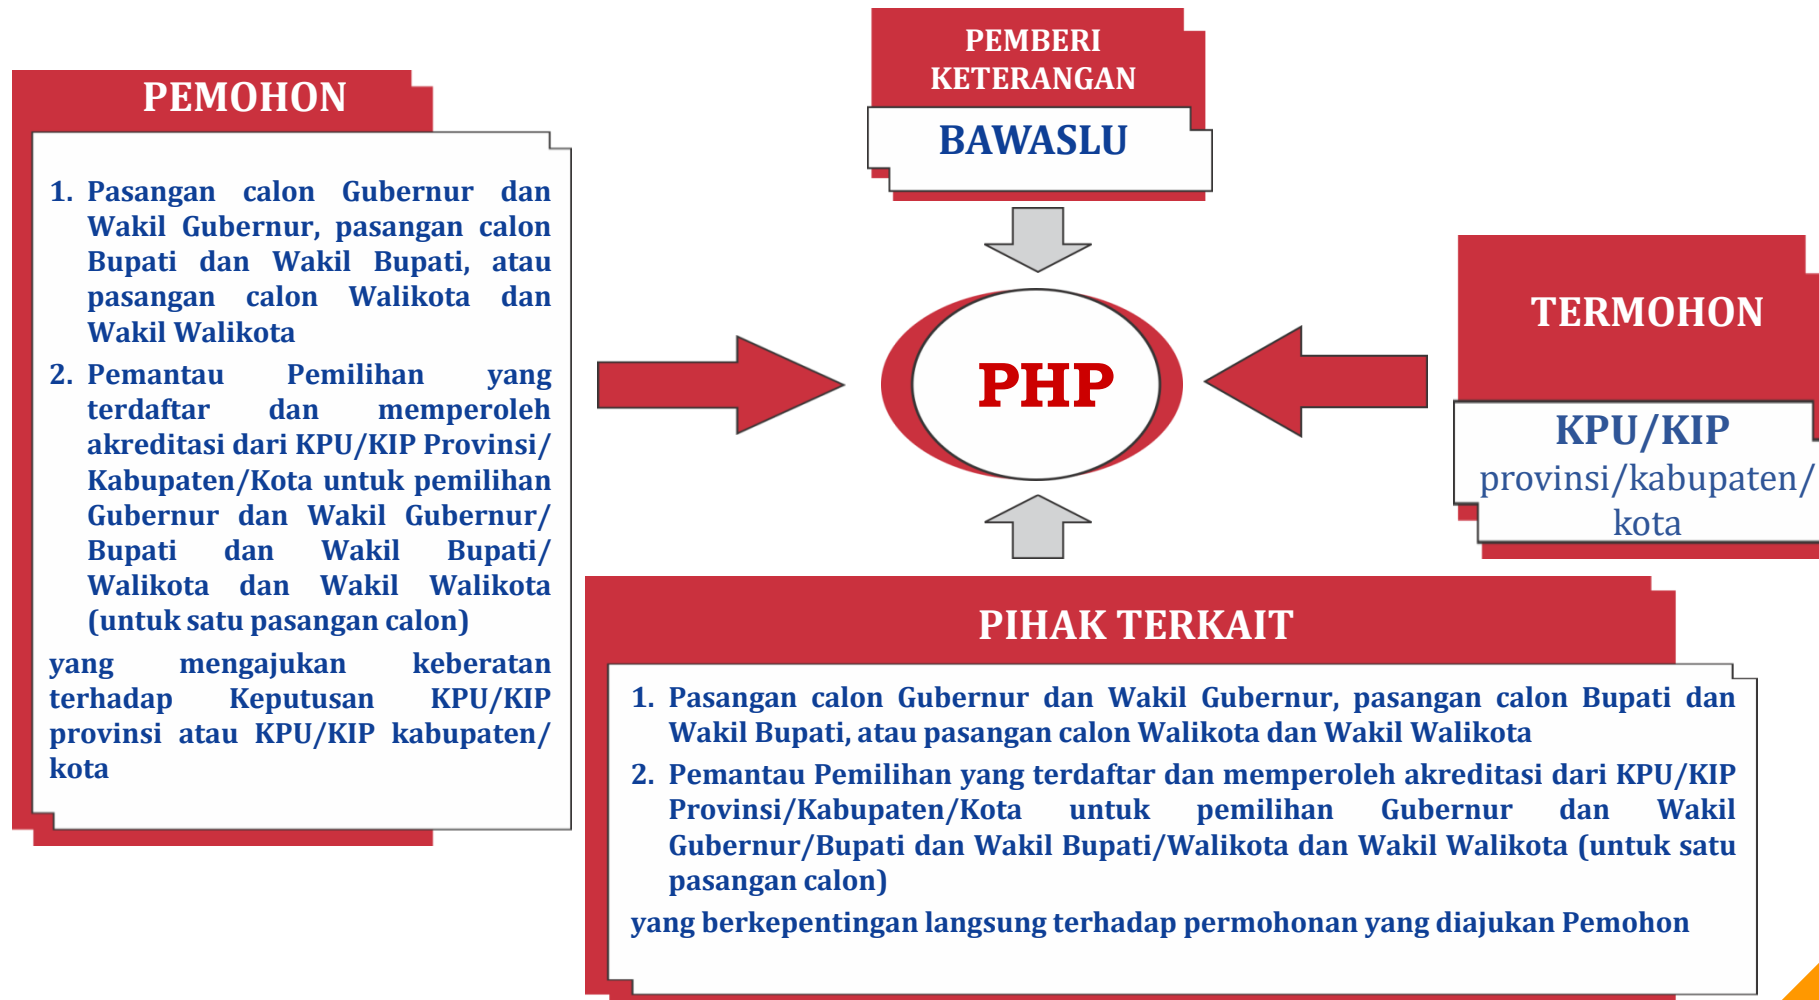 PEMOHON
1. Pasangan calon Gubernur dan
Wakil Gubernur, pasangan calon
Bupati dan Wakil Bupati, atau
pasangan calon Walikota dan
Wakil Walikota
2. Pemantau Pemilihan yang
terdaftar dan memperoleh
akreditasi dari KPU/KIP Provinsi/
Kabupaten/Kota untuk pemilihan
Gubernur dan Wakil Gubernur/
Bupati dan Wakil Bupati/
Walikota dan Wakil Walikota
(untuk satu pasangan calon)
yang mengajukan keberatan
terhadap Keputusan KPU/KIP
provinsi atau KPU/KIP kabupaten/
kota
PEMBERI
KETERANGAN
BAWASLU
PHP
TERMOHON
KPU/KIP
provinsi/kabupaten/
kota
PIHAK TERKAIT
1. Pasangan calon Gubernur dan Wakil Gubernur, pasangan calon Bupati dan
Wakil Bupati, atau pasangan calon Walikota dan Wakil Walikota
2. Pemantau Pemilihan yang terdaftar dan memperoleh akreditasi dari KPU/KIP
Provinsi/Kabupaten/Kota untuk pemilihan Gubernur dan Wakil
Gubernur/Bupati dan Wakil Bupati/Walikota dan Wakil Walikota (untuk satu
pasangan calon)
yang berkepentingan langsung terhadap permohonan yang diajukan Pemohon